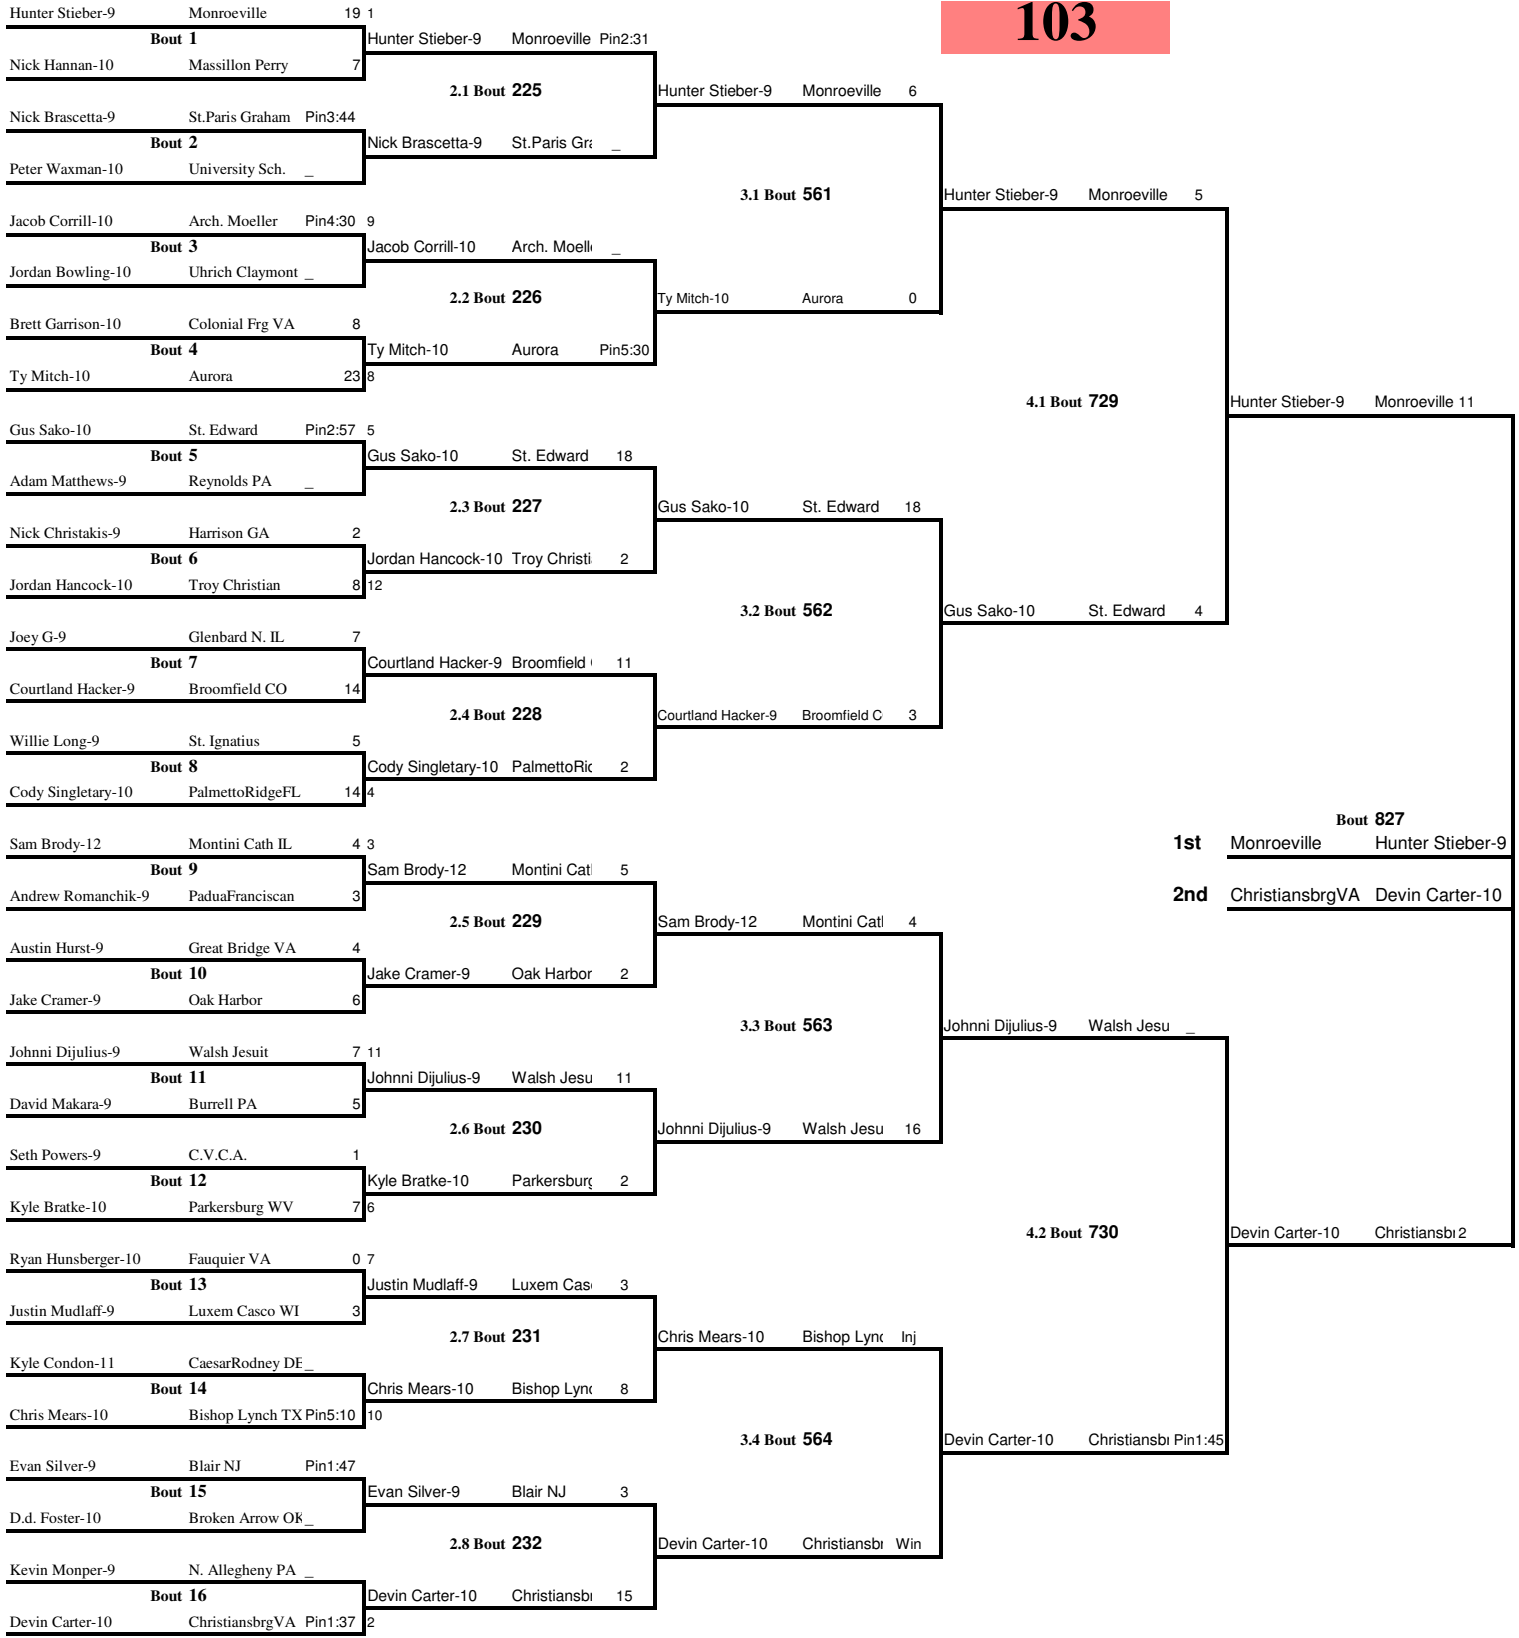 103
Hunter Stieber-9 Monroeville 19 1
Bout 1 Hunter Stieber-9 Monroeville Pin2:31
Nick Hannan-10 Massillon Perry 7
2.1 Bout 225 Hunter Stieber-9 Monroeville 6
Nick Brascetta-9 St.Paris Graham Pin3:44
Bout 2 Nick Brascetta-9 St.Paris Gra _
Peter Waxman-10 University Sch. _
3.1 Bout 561 Hunter Stieber-9 Monroeville 5
Jacob Corrill-10 Arch. Moeller Pin4:30 9
Bout 3 Jacob Corrill-10 Arch. Moelle _
Jordan Bowling-10 Uhrich Claymont _
2.2 Bout 226 Ty Mitch-10 Aurora 0
Brett Garrison-10 Colonial Frg VA 8
Bout 4 Ty Mitch-10 Aurora Pin5:30
Ty Mitch-10 Aurora 23 8
4.1 Bout 729 Hunter Stieber-9 Monroeville 11
Gus Sako-10 St. Edward Pin2:57 5
Bout 5 Gus Sako-10 St. Edward 18
Adam Matthews-9 Reynolds PA _
2.3 Bout 227 Gus Sako-10 St. Edward 18
Nick Christakis-9 Harrison GA 2
Bout 6 Jordan Hancock-10 Troy Christi 2
Jordan Hancock-10 Troy Christian 8 12
3.2 Bout 562 Gus Sako-10 St. Edward 4
Joey G-9 Glenbard N. IL 7
Bout 7 Courtland Hacker-9 Broomfield 11
Courtland Hacker-9 Broomfield CO 14
2.4 Bout 228 Courtland Hacker-9 Broomfield C 3
Willie Long-9 St. Ignatius 5
Bout 8 Cody Singletary-10 PalmettoRid 2
Cody Singletary-10 PalmettoRidgeFL 14 4
Bout 827
Sam Brody-12 Montini Cath IL 4 3 1st Monroeville Hunter Stieber-9
Bout 9 Sam Brody-12 Montini Cath 5
Andrew Romanchik-9 PaduaFranciscan 3 2nd ChristiansbrgVA Devin Carter-10
2.5 Bout 229 Sam Brody-12 Montini Cath 4
Austin Hurst-9 Great Bridge VA 4
Bout 10 Jake Cramer-9 Oak Harbor 2
Jake Cramer-9 Oak Harbor 6
3.3 Bout 563 Johnni Dijulius-9 Walsh Jesu _
Johnni Dijulius-9 Walsh Jesuit 7 11
Bout 11 Johnni Dijulius-9 Walsh Jesu 11
David Makara-9 Burrell PA 5
2.6 Bout 230 Johnni Dijulius-9 Walsh Jesu 16
Seth Powers-9 C.V.C.A. 1
Bout 12 Kyle Bratke-10 Parkersburg 2
Kyle Bratke-10 Parkersburg WV 7 6
4.2 Bout 730 Devin Carter-10 Christiansbr 2
Ryan Hunsberger-10 Fauquier VA 0 7
Bout 13 Justin Mudlaff-9 Luxem Casc 3
Justin Mudlaff-9 Luxem Casco WI 3
2.7 Bout 231 Chris Mears-10 Bishop Lync Inj
Kyle Condon-11 CaesarRodney DE _
Bout 14 Chris Mears-10 Bishop Lync 8
Chris Mears-10 Bishop Lynch TX Pin5:10 10
3.4 Bout 564 Devin Carter-10 Christiansbr Pin1:45
Evan Silver-9 Blair NJ Pin1:47
Bout 15 Evan Silver-9 Blair NJ 3
D.d. Foster-10 Broken Arrow OK _
2.8 Bout 232 Devin Carter-10 Christiansbr Win
Kevin Monper-9 N. Allegheny PA _
Bout 16 Devin Carter-10 Christiansbr 15
Devin Carter-10 ChristiansbrgVA Pin1:37 2